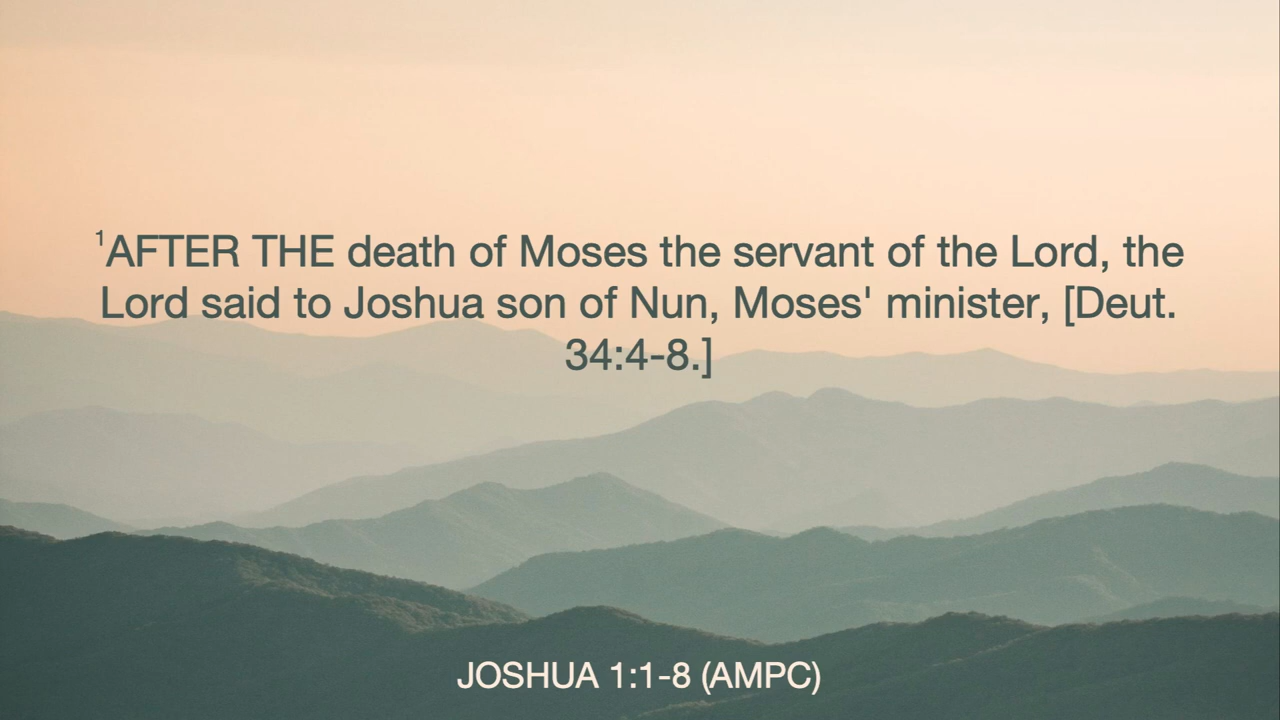 ¹AFTER THE death of Moses the servant of the Lord, the
Lord said to Joshua son of Nun, Moses' minister, [Deut.
34:4-8.]
JOSHUA 1:1-8 (AMPC)